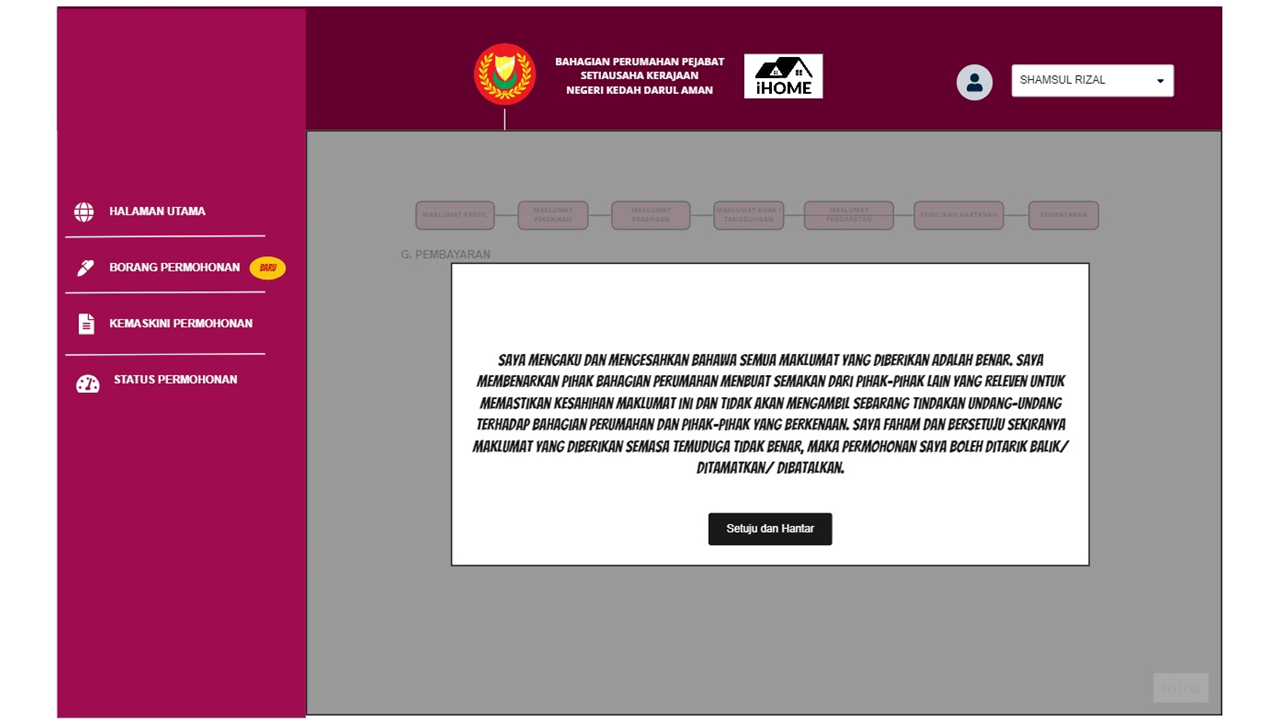 BAHAGIAN PERUMAHAN PEJABAT
SETIAUSAHA KERAJAAN
NEGERI KEDAH DARUL AMAN
iHOME
SHAMSUL RIZAL
HALAMAN UTAMA
BORANG PERMOHONAN
BARU
KEMASKINI PERMOHONAN
STATUS PERMOHONAN
MAKLUMAT PROFIL
MAKLUMAT
PEKERJAAN
MAKLUMAT
PASANGAN
MAKLUMAT ANAK /
TANGGUNGAN
MAKLUMAT
PENDAPATAN
PEMILIKAN HARTANAH
PEMBAYARAN
G. PEMBAYARAN
SAYA MENGAKU DAN MENGESAHKAN BAHAWA SEMUA MAKLUMAT YANG DIBERIKAN ADALAH BENAR. SAYA
MEMBENARKAN PIHAK BAHAGIAN PERUMAHAN MENBUAT SEMAKAN DARI PIHAK-PIHAK LAIN YANG RELEVEN UNTUK
MEMASTIKAN KESAHIHAN MAKLUMAT INI DAN TIDAK AKAN MENGAMBIL SEBARANG TINDAKAN UNDANG-UNDANG
TERHADAP BAHAGIAN PERUMAHAN DAN PIHAK-PIHAK YANG BERKENAAN. SAYA FAHAM DAN BERSETUJU SEKIRANYA
MAKLUMAT YANG DIBERIKAN SEMASA TEMUDUGA TIDAK BENAR, MAKA PERMOHONAN SAYA BOLEH DITARIK BALIK/
DITAMATKAN/ DIBATALKAN.
Setuju dan Hantar
miro